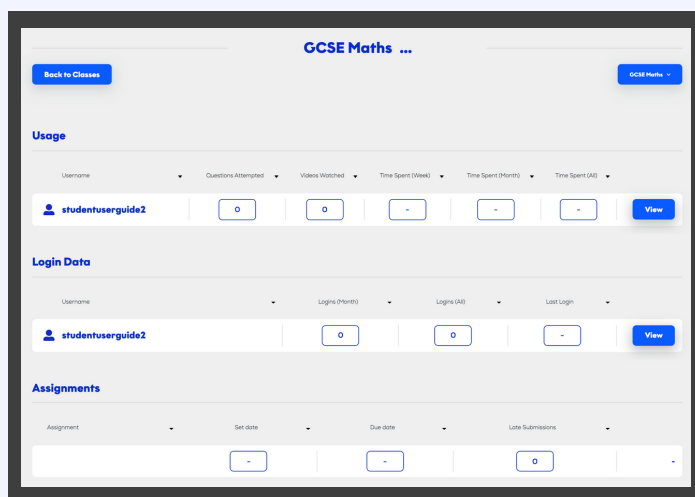 GCSE Maths ...
Back to Classes
GCSE Maths
Usage
Username Questions Attempted Videos Watched Time Spent (Week) Time Spent (Month) Time Spent (All)
studentuserguide2 0 0 - - - View
Login Data
Username Logins (Month) Logins (All) Last Login
studentuserguide2 0 0 - View
Assignments
Assignment Set date Due date Late Submissions
- - 0 -